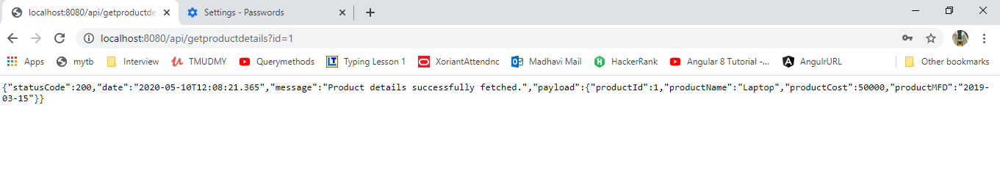 localhost:8080/api/getproductde
Settings - Passwords
localhost:8080/api/getproductdetails?id=1
Apps mytb Interview TMUDMY Querymethods LT Typing Lesson 1 XoriantAttendnc Madhavi Mail HackerRank Angular 8 Tutorial -... AngulrURL Other bookmarks
{"statusCode":200,"date":"2020-05-10T12:08:21.365","message":"Product details successfully fetched.","payload":{"productId":1,"productName":"Laptop","productCost":50000,"productMFD":"2019-
03-15"}}